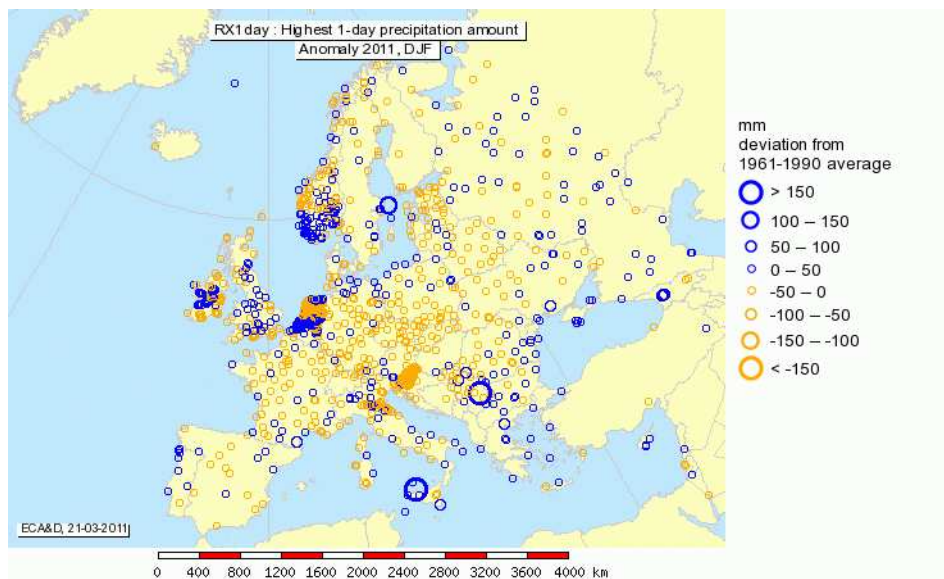 RX1day : Highest 1-day precipitation amount
Anomaly 2011, DJF
mm
deviation from
1961-1990 average
> 150
100 – 150
50 – 100
0 – 50
-50 – 0
-100 – -50
-150 – -100
< -150
ECA&D, 21-03-2011
0 400 800 1200 1600 2000 2400 2800 3200 3600 4000 km